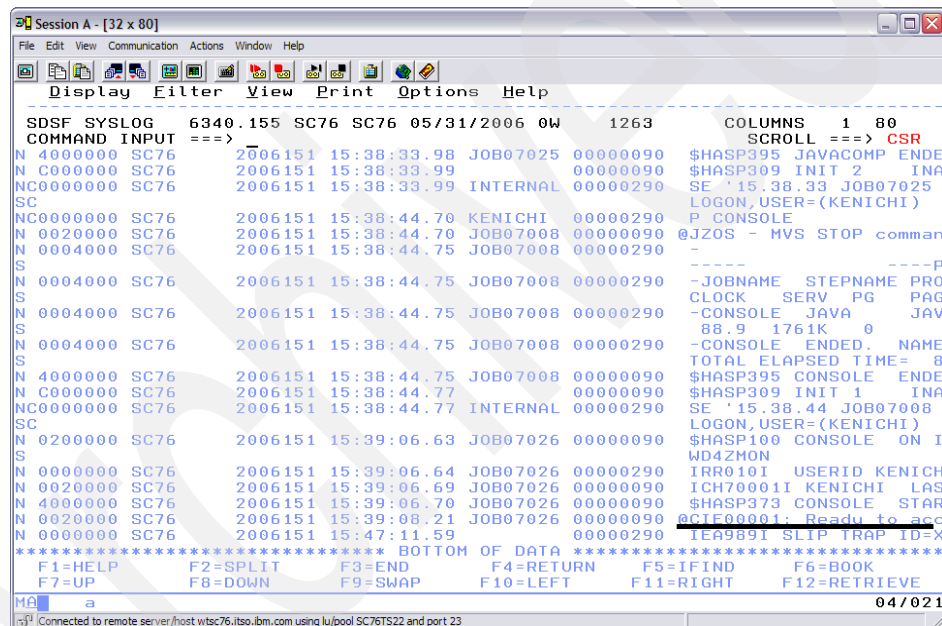 Session A - [32 x 80]
File Edit View Communication Actions Window Help
Display Filter View Print Options Help
SDSF SYSLOG 6340.155 SC76 SC76 05/31/2006 0W 1263 COLUMNS 1 80
COMMAND INPUT ===> _ SCROLL ===> CSR
N 4000000 SC76 2006151 15:38:33.98 JOB07025 00000090 $HASP395 JAVACOMP ENDE
N C000000 SC76 2006151 15:38:33.99 00000090 $HASP309 INIT 2 INA
NC0000000 SC76 2006151 15:38:33.99 INTERNAL 00000290 SE '15.38.33 JOB07025
SC LOGON,USER=(KENICHI)
NC0000000 SC76 2006151 15:38:44.70 KENICHI 00000290 P CONSOLE
N 0020000 SC76 2006151 15:38:44.70 JOB07008 00000090 @JZOS - MVS STOP comman
N 0004000 SC76 2006151 15:38:44.75 JOB07008 00000290 -
S ----- ----P
N 0004000 SC76 2006151 15:38:44.75 JOB07008 00000290 -JOBNAME STEPNAME PRO
S CLOCK SERV PG PAG
N 0004000 SC76 2006151 15:38:44.75 JOB07008 00000290 -CONSOLE JAVA JAV
S 88.9 1761K 0
N 0004000 SC76 2006151 15:38:44.75 JOB07008 00000290 -CONSOLE ENDED. NAME
S TOTAL ELAPSED TIME= 8
N 4000000 SC76 2006151 15:38:44.75 JOB07008 00000090 $HASP395 CONSOLE ENDE
N C000000 SC76 2006151 15:38:44.77 00000090 $HASP309 INIT 1 INA
NC0000000 SC76 2006151 15:38:44.77 INTERNAL 00000290 SE '15.38.44 JOB07008
SC LOGON,USER=(KENICHI)
N 0200000 SC76 2006151 15:39:06.63 JOB07026 00000090 $HASP100 CONSOLE ON I
S WD4ZMON
N 0000000 SC76 2006151 15:39:06.64 JOB07026 00000290 IRR010I USERID KENICH
N 0020000 SC76 2006151 15:39:06.69 JOB07026 00000090 ICH70001I KENICHI LAS
N 4000000 SC76 2006151 15:39:06.70 JOB07026 00000090 $HASP373 CONSOLE STAR
N 0020000 SC76 2006151 15:39:08.21 JOB07026 00000090 @CIE00001: Ready to acc
N 0000000 SC76 2006151 15:47:11.59 00000290 IEA989I SLIP TRAP ID=X
******************************** BOTTOM OF DATA ********************************
F1=HELP F2=SPLIT F3=END F4=RETURN F5=IFIND F6=BOOK
F7=UP F8=DOWN F9=SWAP F10=LEFT F11=RIGHT F12=RETRIEVE
MA a 04/021
Connected to remote server/host wtsc76.itso.ibm.com using lu/pool SC76TS22 and port 23